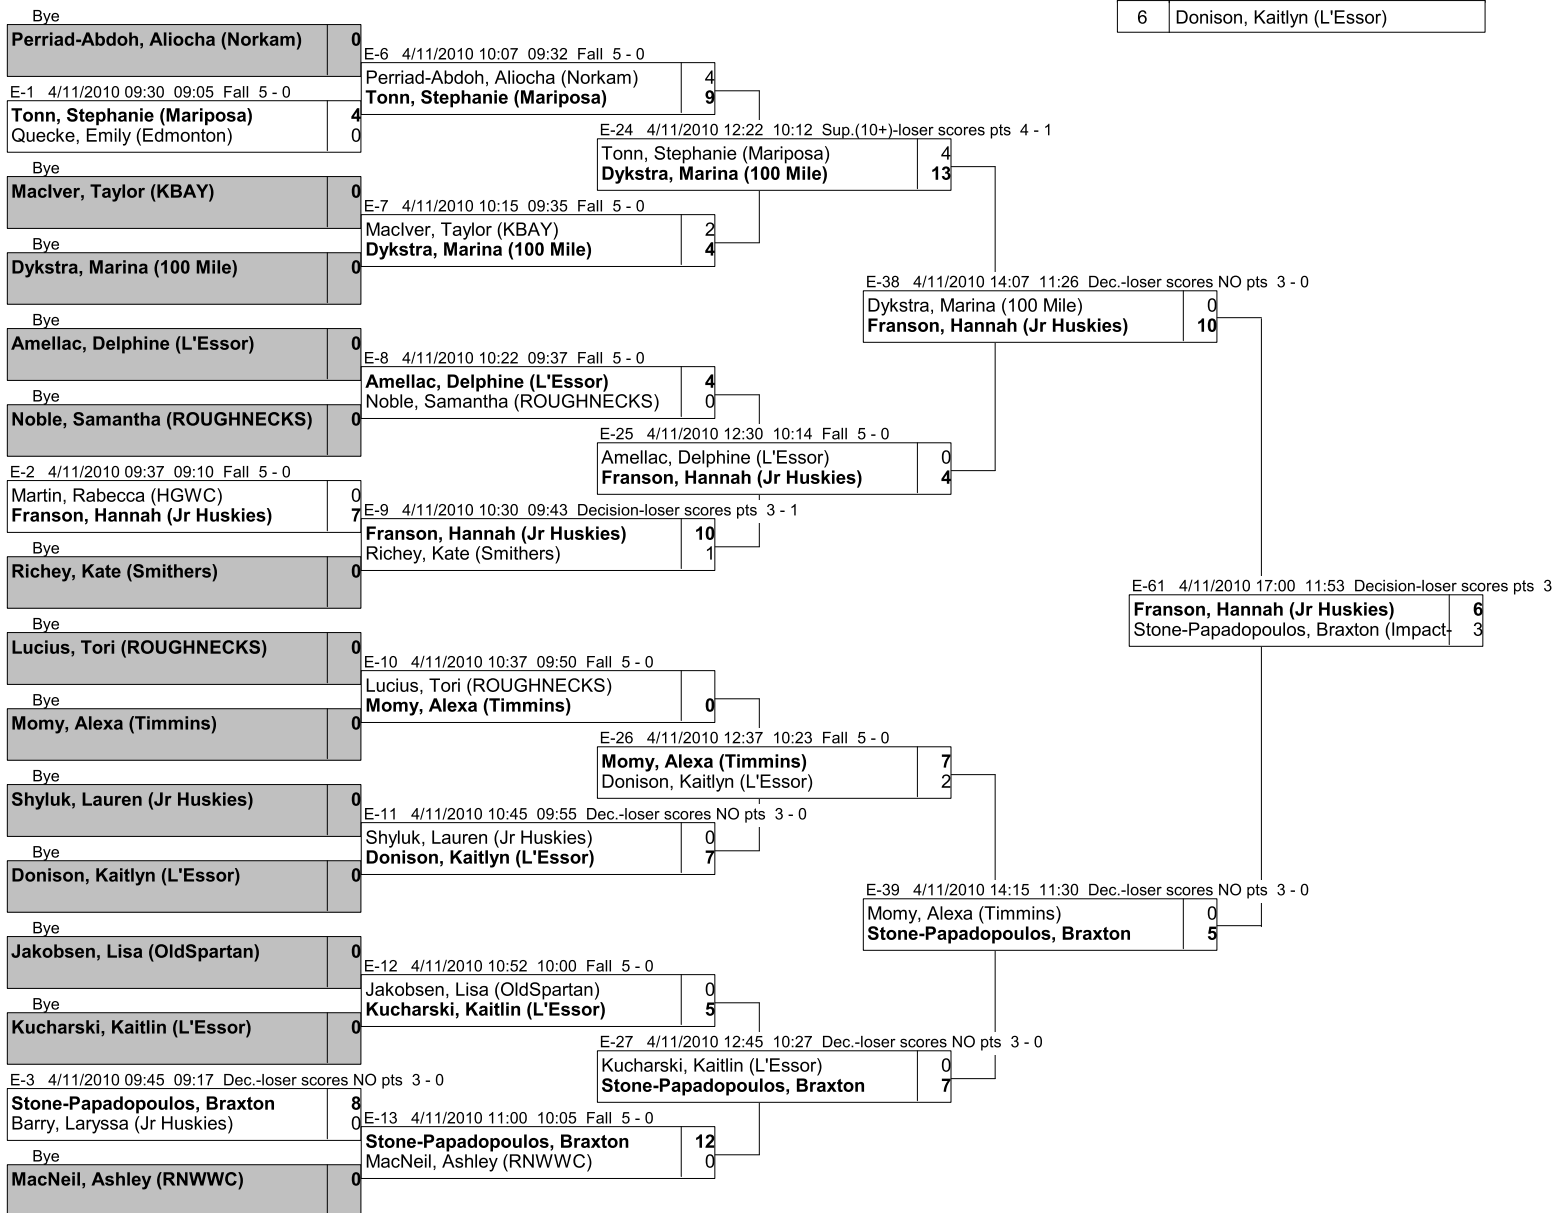 6 Donison, Kaitlyn (L'Essor)
Bye
Perriad-Abdoh, Aliocha (Norkam) 0
E-1 4/11/2010 09:30 09:05 Fall 5 - 0
Tonn, Stephanie (Mariposa) 4
Quecke, Emily (Edmonton) 0
Bye
MacIver, Taylor (KBAY) 0
Bye
Dykstra, Marina (100 Mile) 0
Bye
Amellac, Delphine (L'Essor) 0
Bye
Noble, Samantha (ROUGHNECKS) 0
E-2 4/11/2010 09:37 09:10 Fall 5 - 0
Martin, Rabecca (HGWC) 0
Franson, Hannah (Jr Huskies) 7
Bye
Richey, Kate (Smithers) 0
Bye
Lucius, Tori (ROUGHNECKS) 0
Bye
Momy, Alexa (Timmins) 0
Bye
Shyluk, Lauren (Jr Huskies) 0
Bye
Donison, Kaitlyn (L'Essor) 0
Bye
Jakobsen, Lisa (OldSpartan) 0
Bye
Kucharski, Kaitlin (L'Essor) 0
E-3 4/11/2010 09:45 09:17 Dec.-loser scores NO pts 3 - 0
Stone-Papadopoulos, Braxton 8
Barry, Laryssa (Jr Huskies) 0
Bye
MacNeil, Ashley (RNWWC) 0
E-6 4/11/2010 10:07 09:32 Fall 5 - 0
Perriad-Abdoh, Aliocha (Norkam) 4
Tonn, Stephanie (Mariposa) 9
E-7 4/11/2010 10:15 09:35 Fall 5 - 0
MacIver, Taylor (KBAY) 2
Dykstra, Marina (100 Mile) 4
E-8 4/11/2010 10:22 09:37 Fall 5 - 0
Amellac, Delphine (L'Essor) 4
Noble, Samantha (ROUGHNECKS) 0
E-9 4/11/2010 10:30 09:43 Decision-loser scores pts 3 - 1
Franson, Hannah (Jr Huskies) 10
Richey, Kate (Smithers) 1
E-10 4/11/2010 10:37 09:50 Fall 5 - 0
Lucius, Tori (ROUGHNECKS)
Momy, Alexa (Timmins) 0
E-11 4/11/2010 10:45 09:55 Dec.-loser scores NO pts 3 - 0
Shyluk, Lauren (Jr Huskies) 0
Donison, Kaitlyn (L'Essor) 7
E-12 4/11/2010 10:52 10:00 Fall 5 - 0
Jakobsen, Lisa (OldSpartan) 0
Kucharski, Kaitlin (L'Essor) 5
E-13 4/11/2010 11:00 10:05 Fall 5 - 0
Stone-Papadopoulos, Braxton 12
MacNeil, Ashley (RNWWC) 0
E-24 4/11/2010 12:22 10:12 Sup.(10+)-loser scores pts 4 - 1
Tonn, Stephanie (Mariposa) 4
Dykstra, Marina (100 Mile) 13
E-25 4/11/2010 12:30 10:14 Fall 5 - 0
Amellac, Delphine (L'Essor) 0
Franson, Hannah (Jr Huskies) 4
E-26 4/11/2010 12:37 10:23 Fall 5 - 0
Momy, Alexa (Timmins) 7
Donison, Kaitlyn (L'Essor) 2
E-27 4/11/2010 12:45 10:27 Dec.-loser scores NO pts 3 - 0
Kucharski, Kaitlin (L'Essor) 0
Stone-Papadopoulos, Braxton 7
E-38 4/11/2010 14:07 11:26 Dec.-loser scores NO pts 3 - 0
Dykstra, Marina (100 Mile) 0
Franson, Hannah (Jr Huskies) 10
E-39 4/11/2010 14:15 11:30 Dec.-loser scores NO pts 3 - 0
Momy, Alexa (Timmins) 0
Stone-Papadopoulos, Braxton 5
E-61 4/11/2010 17:00 11:53 Decision-loser scores pts 3
Franson, Hannah (Jr Huskies) 6
Stone-Papadopoulos, Braxton (Impact- 3